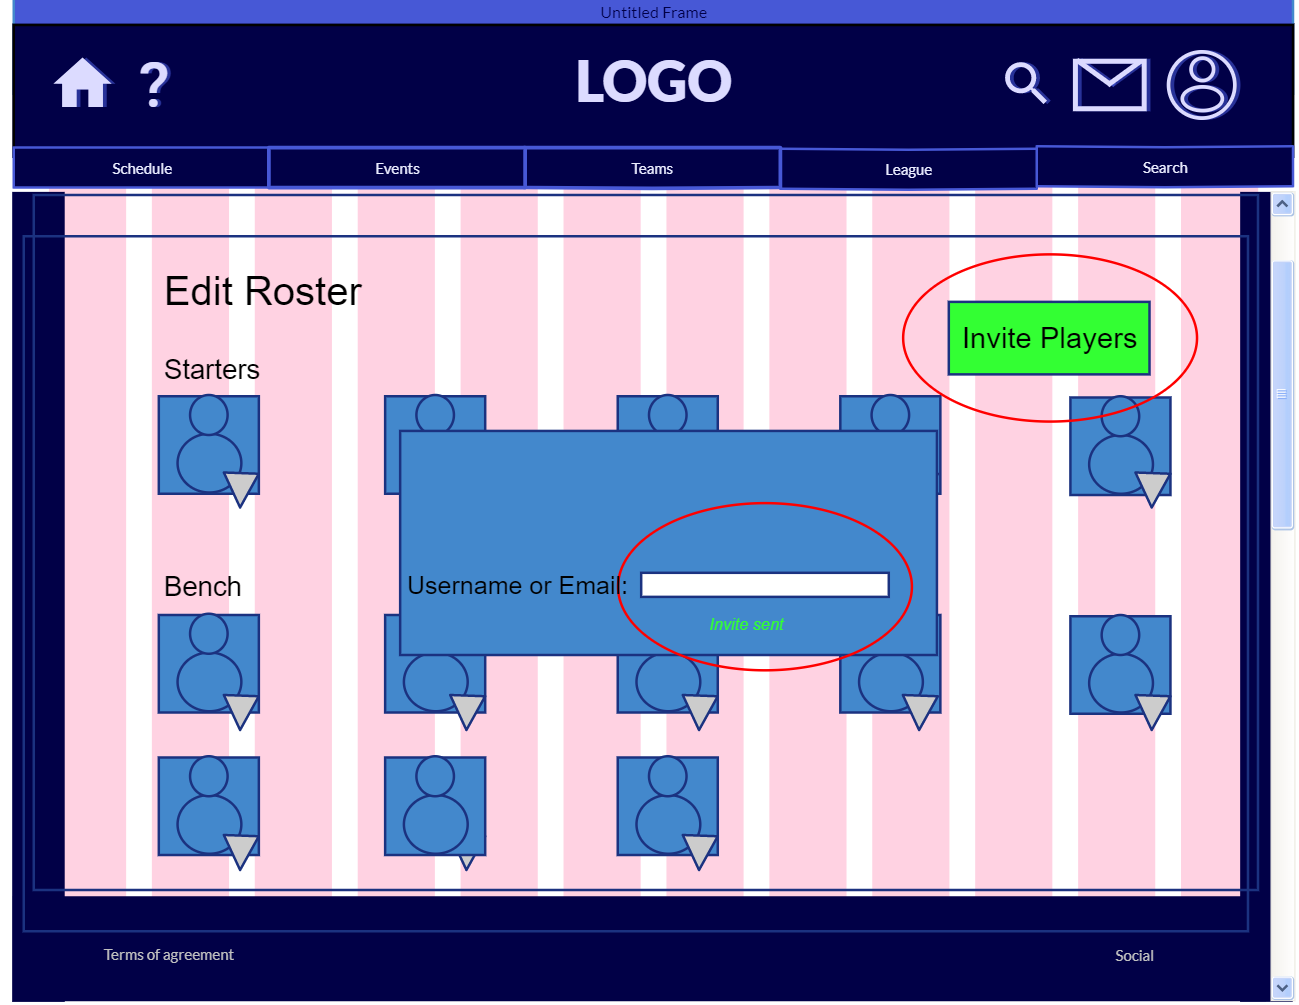 Untitled Frame
?
LOGO
Schedule
Events
Teams
League
Search
Edit Roster
Invite Players
Starters
Bench
Username or Email:
Invite sent
Terms of agreement
Social